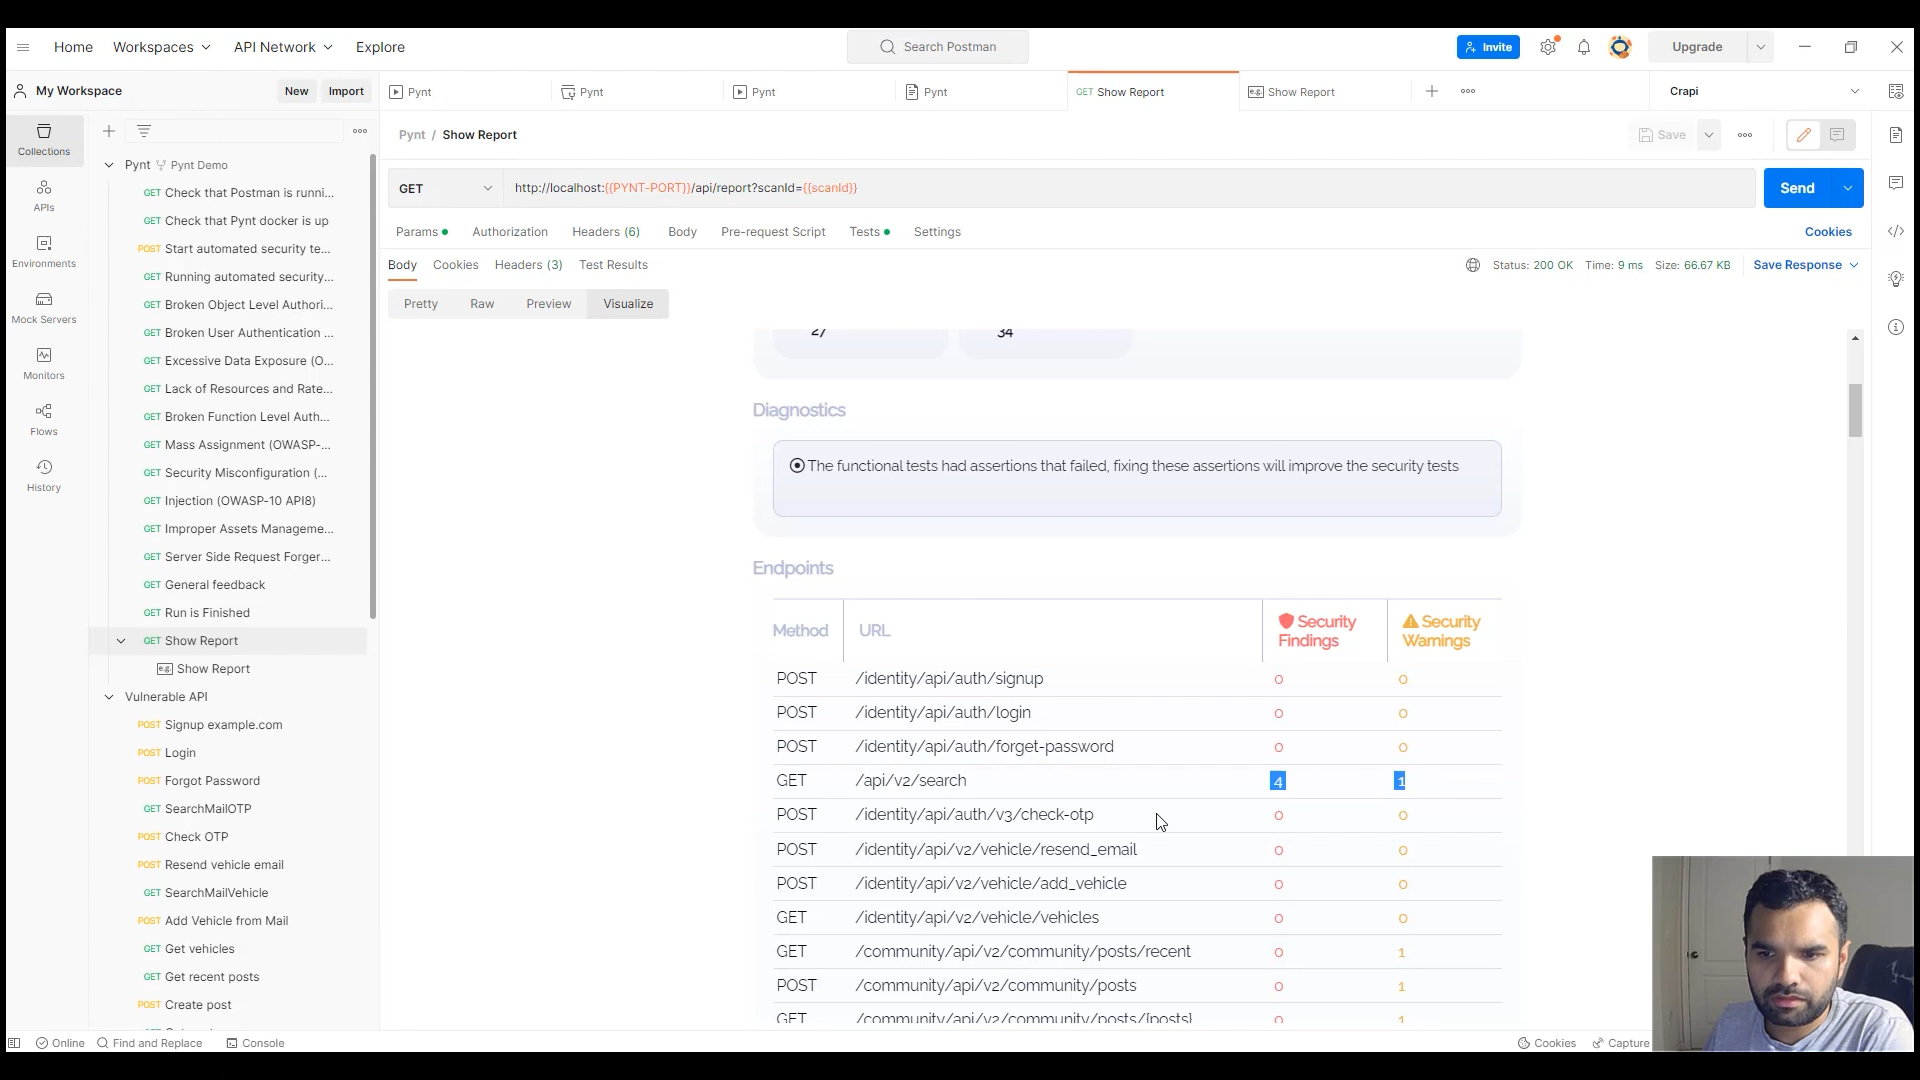 Home
Workspaces
API Network
Explore
Search Postman
Invite
Upgrade
My Workspace
New
Import
Pynt
Pynt
Pynt
Pynt
GET Show Report
e.g. Show Report
Crapi
Collections
APIs
Environments
Mock Servers
Monitors
Flows
History
Pynt Pynt Demo
GET Check that Postman is runni...
GET Check that Pynt docker is up
POST Start automated security te...
GET Running automated security...
GET Broken Object Level Authori...
GET Broken User Authentication ...
GET Excessive Data Exposure (O...
GET Lack of Resources and Rate...
GET Broken Function Level Auth...
GET Mass Assignment (OWASP-...
GET Security Misconfiguration (...
GET Injection (OWASP-10 API8)
GET Improper Assets Manageme...
GET Server Side Request Forger...
GET General feedback
GET Run is Finished
GET Show Report
e.g. Show Report
Vulnerable API
POST Signup example.com
POST Login
POST Forgot Password
GET SearchMailOTP
POST Check OTP
POST Resend vehicle email
GET SearchMailVehicle
POST Add Vehicle from Mail
GET Get vehicles
GET Get recent posts
POST Create post
Pynt / Show Report
Save
GET
http://localhost:{{PYNT-PORT}}/api/report?scanId={{scanId}}
Send
Params
Authorization
Headers (6)
Body
Pre-request Script
Tests
Settings
Cookies
Body
Cookies
Headers (3)
Test Results
Status: 200 OK
Time: 9 ms
Size: 66.67 KB
Save Response
Pretty
Raw
Preview
Visualize
27
34
Diagnostics
The functional tests had assertions that failed, fixing these assertions will improve the security tests
Endpoints
Method
URL
Security Findings
Security Warnings
POST /identity/api/auth/signup 0 0
POST /identity/api/auth/login 0 0
POST /identity/api/auth/forget-password 0 0
GET /api/v2/search 4 1
POST /identity/api/auth/v3/check-otp 0 0
POST /identity/api/v2/vehicle/resend_email 0 0
POST /identity/api/v2/vehicle/add_vehicle 0 0
GET /identity/api/v2/vehicle/vehicles 0 0
GET /community/api/v2/community/posts/recent 0 1
POST /community/api/v2/community/posts 0 1
GET /community/api/v2/community/posts/{posts} 0 1
Online
Find and Replace
Console
Cookies
Capture